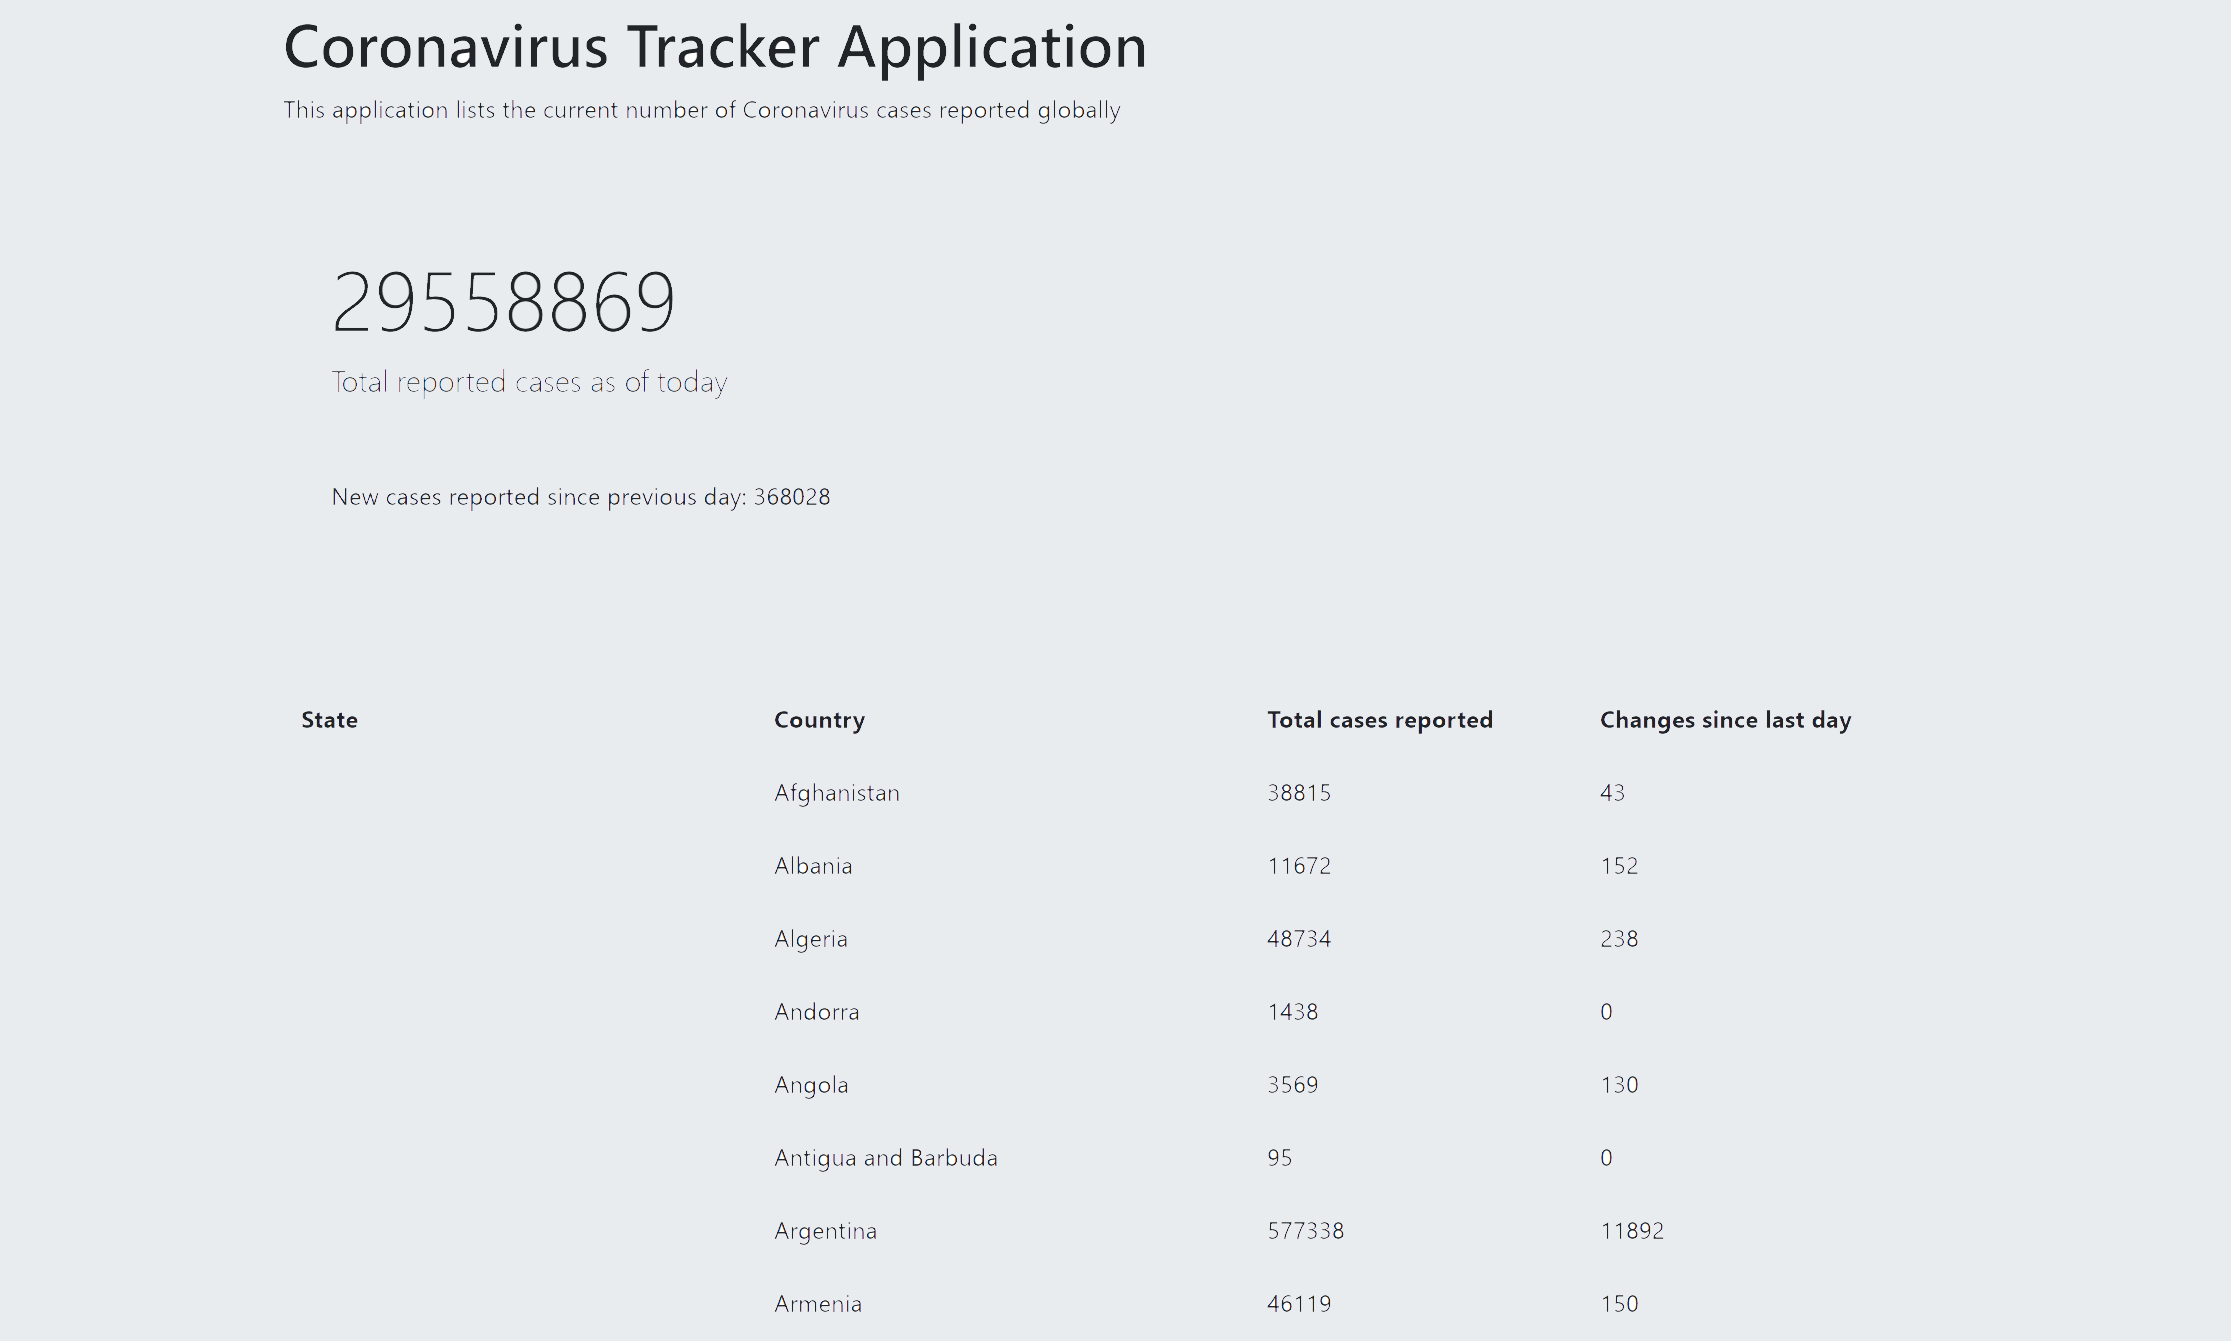 Coronavirus Tracker Application
This application lists the current number of Coronavirus cases reported globally
29558869
Total reported cases as of today
New cases reported since previous day: 368028
State Country Total cases reported Changes since last day
Afghanistan 38815 43
Albania 11672 152
Algeria 48734 238
Andorra 1438 0
Angola 3569 130
Antigua and Barbuda 95 0
Argentina 577338 11892
Armenia 46119 150